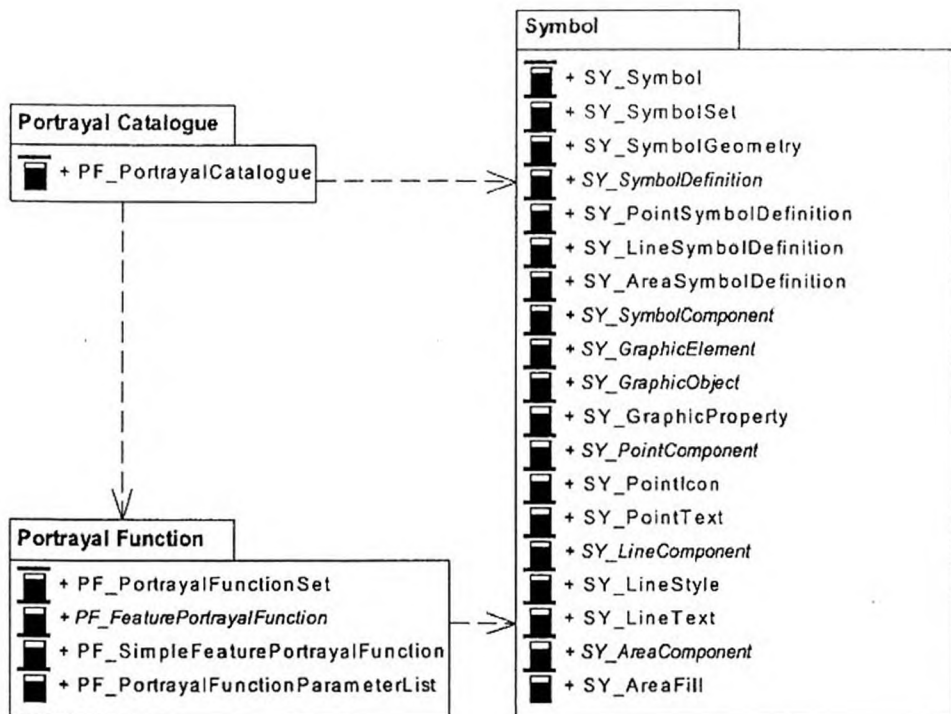 Portrayal Catalogue
+ PF_PortrayalCatalogue
Portrayal Function
+ PF_PortrayalFunctionSet
+ PF_FeaturePortrayalFunction
+ PF_SimpleFeaturePortrayalFunction
+ PF_PortrayalFunctionParameterList
Symbol
+ SY_Symbol
+ SY_SymbolSet
+ SY_SymbolGeometry
+ SY_SymbolDefinition
+ SY_PointSymbolDefinition
+ SY_LineSymbolDefinition
+ SY_AreaSymbolDefinition
+ SY_SymbolComponent
+ SY_GraphicElement
+ SY_GraphicObject
+ SY_GraphicProperty
+ SY_PointComponent
+ SY_PointIcon
+ SY_PointText
+ SY_LineComponent
+ SY_LineStyle
+ SY_LineText
+ SY_AreaComponent
+ SY_AreaFill